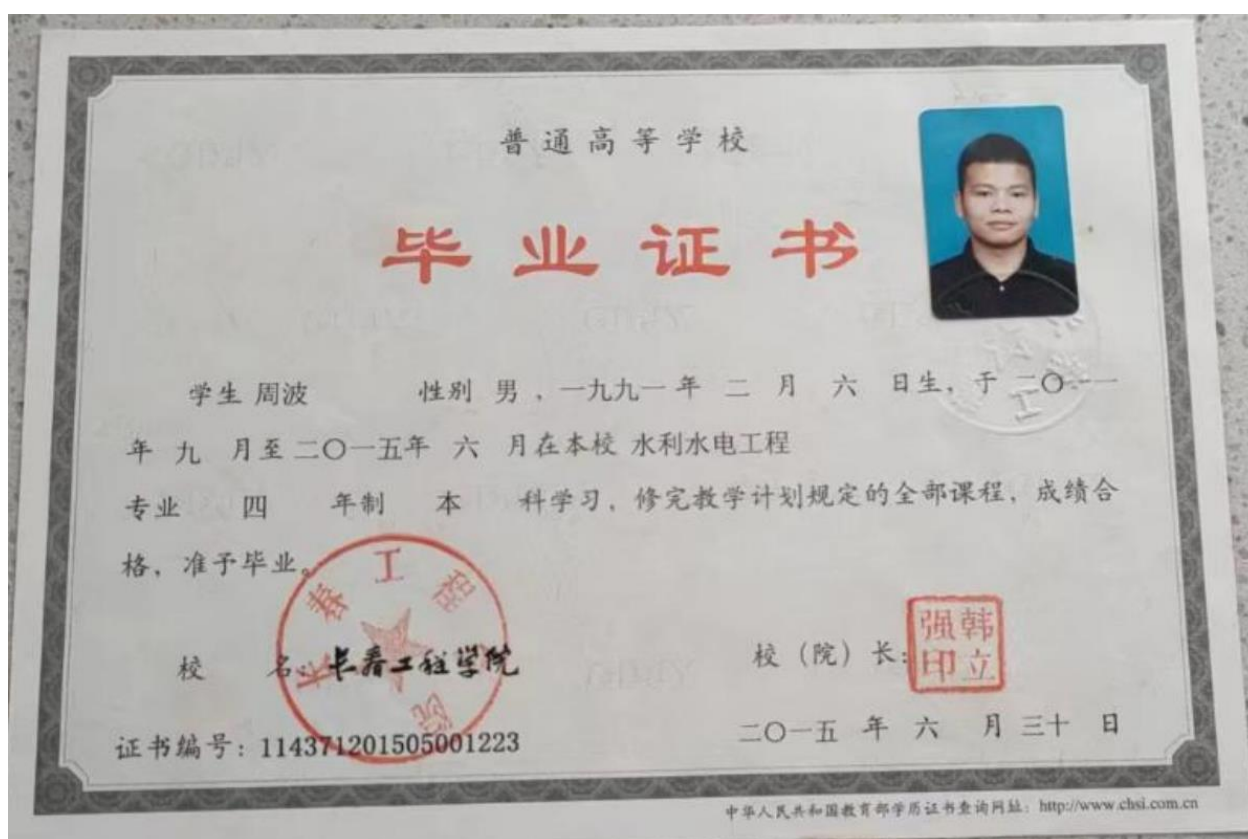 普通高等学校
毕业证书
学生 周波 性别 男 ，一九九一年 二 月 六 日生，于 二〇一一
年 九 月至 二〇一五年 六 月在本校 水利水电工程
专业 四 年制 本 科学习，修完教学计划规定的全部课程，成绩合
格，准予毕业。
长春工程学院
校 名：长春工程学院
校（院）长：
韩立强印
证书编号：114371201505001223
二〇一五 年 六 月 三十 日
中华人民共和国教育部学历证书查询网址：http://www.chsi.com.cn